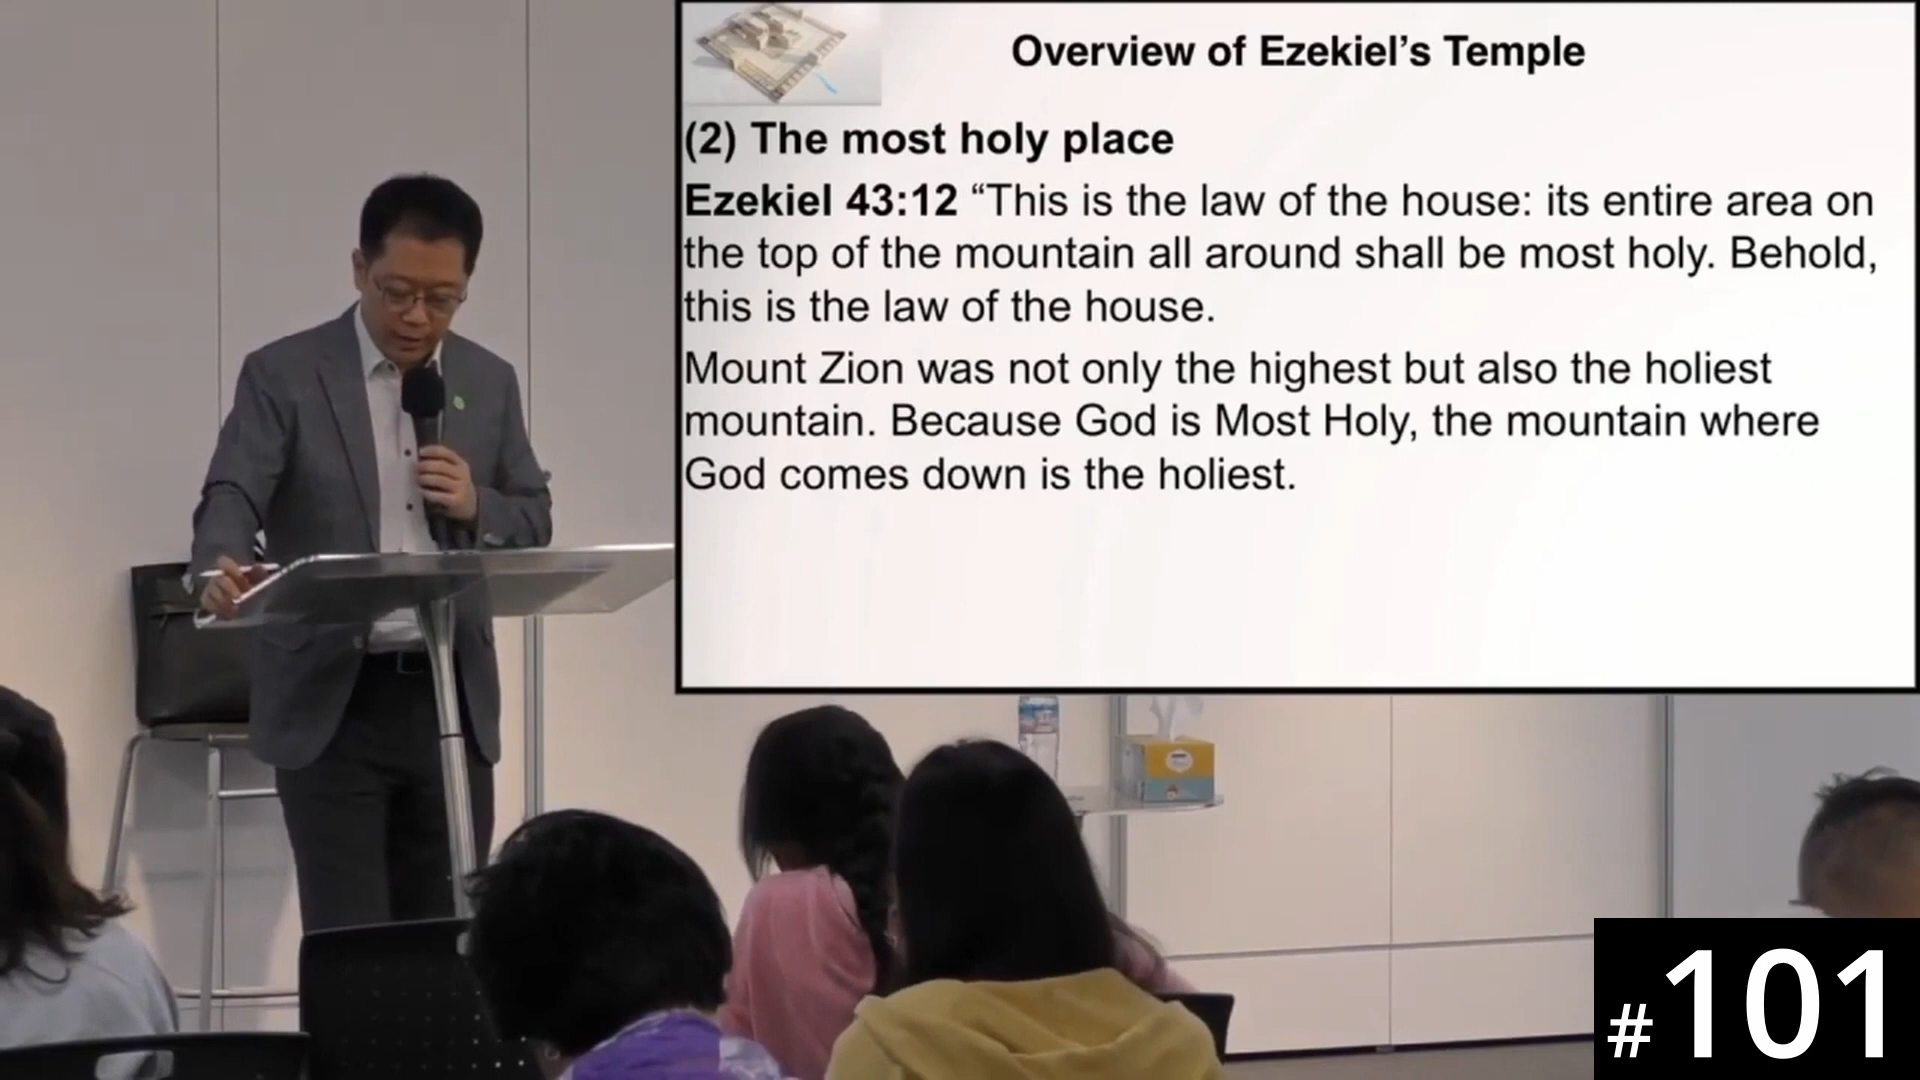 Overview of Ezekiel’s Temple
(2) The most holy place
Ezekiel 43:12 “This is the law of the house: its entire area on
the top of the mountain all around shall be most holy. Behold,
this is the law of the house.
Mount Zion was not only the highest but also the holiest
mountain. Because God is Most Holy, the mountain where
God comes down is the holiest.
#101